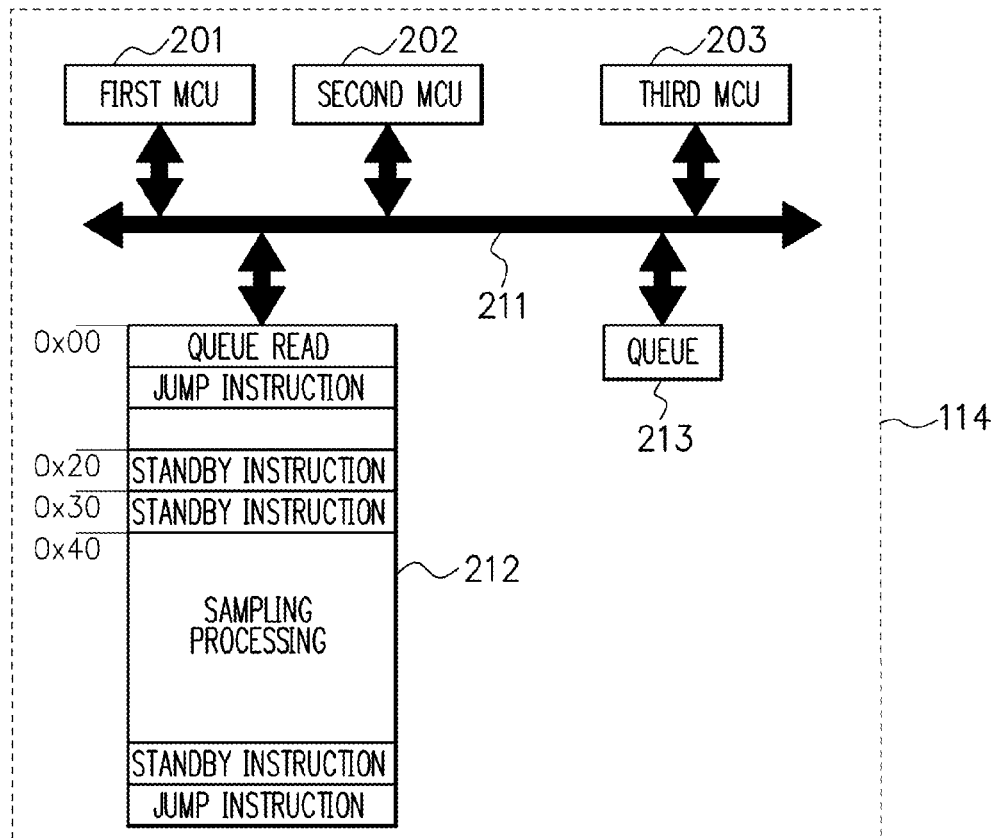 201
202
203
FIRST MCU
SECOND MCU
THIRD MCU
211
0x00
QUEUE READ
JUMP INSTRUCTION
QUEUE
213
114
0x20
STANDBY INSTRUCTION
0x30
STANDBY INSTRUCTION
0x40
212
SAMPLING
PROCESSING
STANDBY INSTRUCTION
JUMP INSTRUCTION